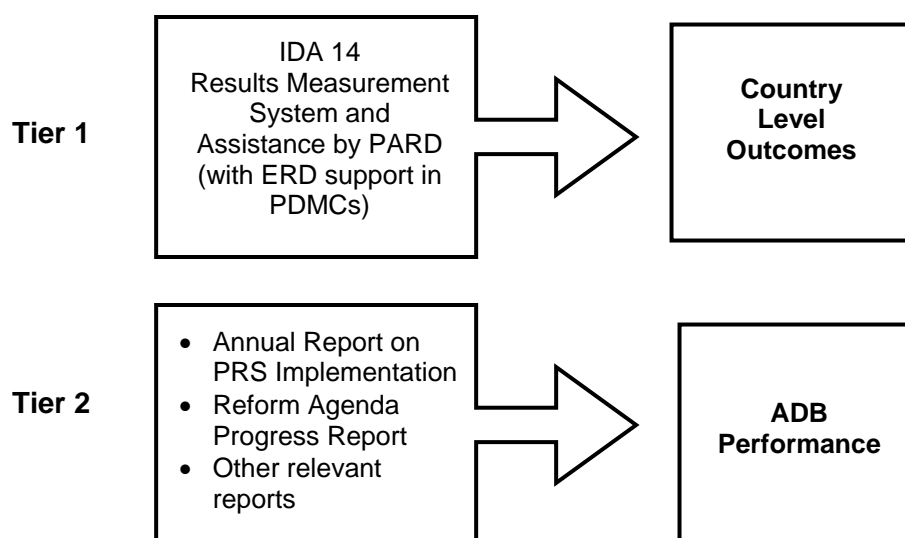 Tier 1
IDA 14
Results Measurement
System and
Assistance by PARD
(with ERD support in
PDMCs)
Country
Level
Outcomes
Tier 2
• Annual Report on
PRS Implementation
• Reform Agenda
Progress Report
• Other relevant
reports
ADB
Performance